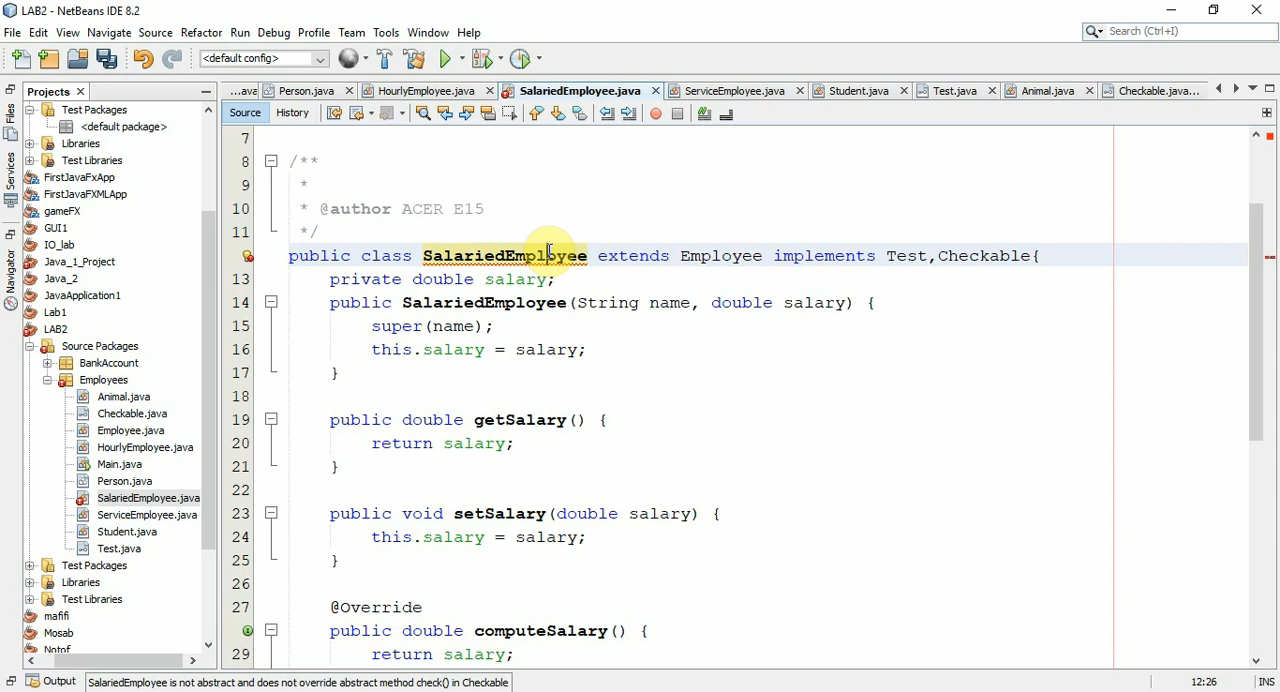 LAB2 - NetBeans IDE 8.2
File Edit View Navigate Source Refactor Run Debug Profile Team Tools Window Help
Search (Ctrl+I)
<default config>
Projects
...ava Person.java HourlyEmployee.java SalariedEmployee.java ServiceEmployee.java Student.java Test.java Animal.java Checkable.java...
Source History
Files
Services
Navigator
Test Packages
<default package>
Libraries
Test Libraries
FirstJavaFxApp
FirstJavaFXMLApp
gameFX
GUI1
IO_lab
Java_1_Project
Java_2
JavaApplication1
Lab1
LAB2
Source Packages
BankAccount
Employees
Animal.java
Checkable.java
Employee.java
HourlyEmployee.java
Main.java
Person.java
SalariedEmployee.java
ServiceEmployee.java
Student.java
Test.java
Test Packages
Libraries
Test Libraries
mafifi
Mosab
Notof
7
8 /**
9 *
10 * @author ACER E15
11 */
public class SalariedEmployee extends Employee implements Test,Checkable{
13 private double salary;
14 public SalariedEmployee(String name, double salary) {
15 super(name);
16 this.salary = salary;
17 }
18
19 public double getSalary() {
20 return salary;
21 }
22
23 public void setSalary(double salary) {
24 this.salary = salary;
25 }
26
27 @Override
public double computeSalary() {
29 return salary;
Output
SalariedEmployee is not abstract and does not override abstract method check() in Checkable
12:26
INS